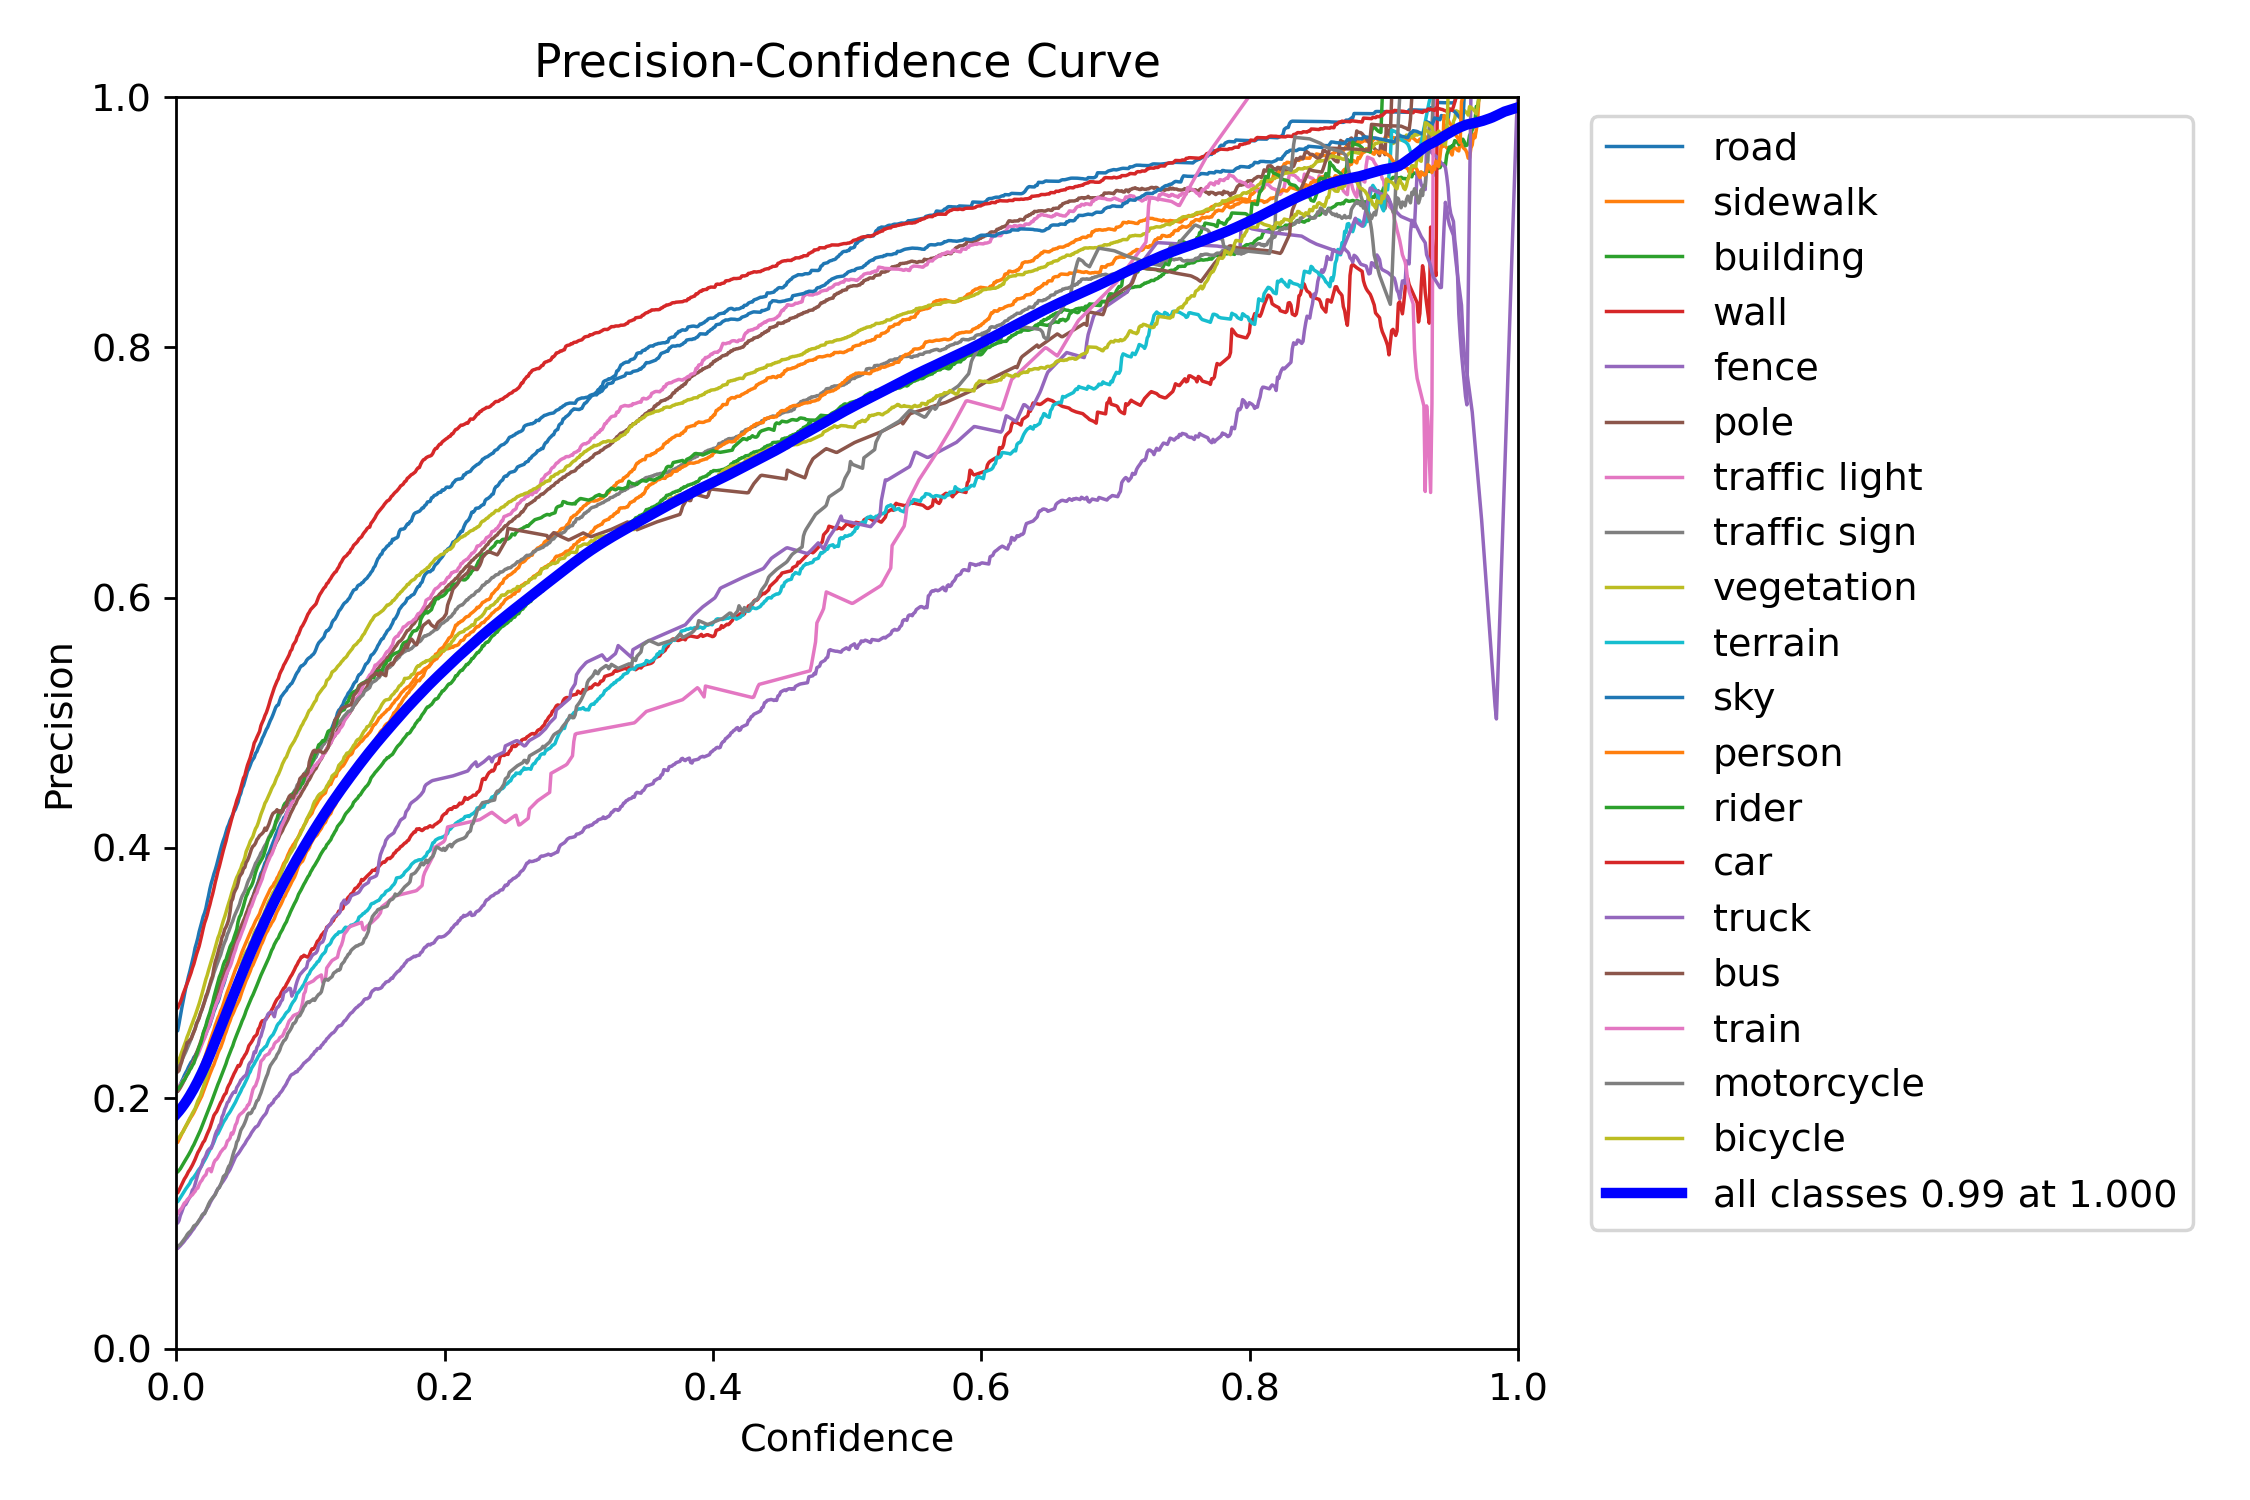 Precision-Confidence Curve
1.0
0.8
0.6
0.4
0.2
0.0
Precision
0.0 0.2 0.4 0.6 0.8 1.0
Confidence
road
sidewalk
building
wall
fence
pole
traffic light
traffic sign
vegetation
terrain
sky
person
rider
car
truck
bus
train
motorcycle
bicycle
all classes 0.99 at 1.000